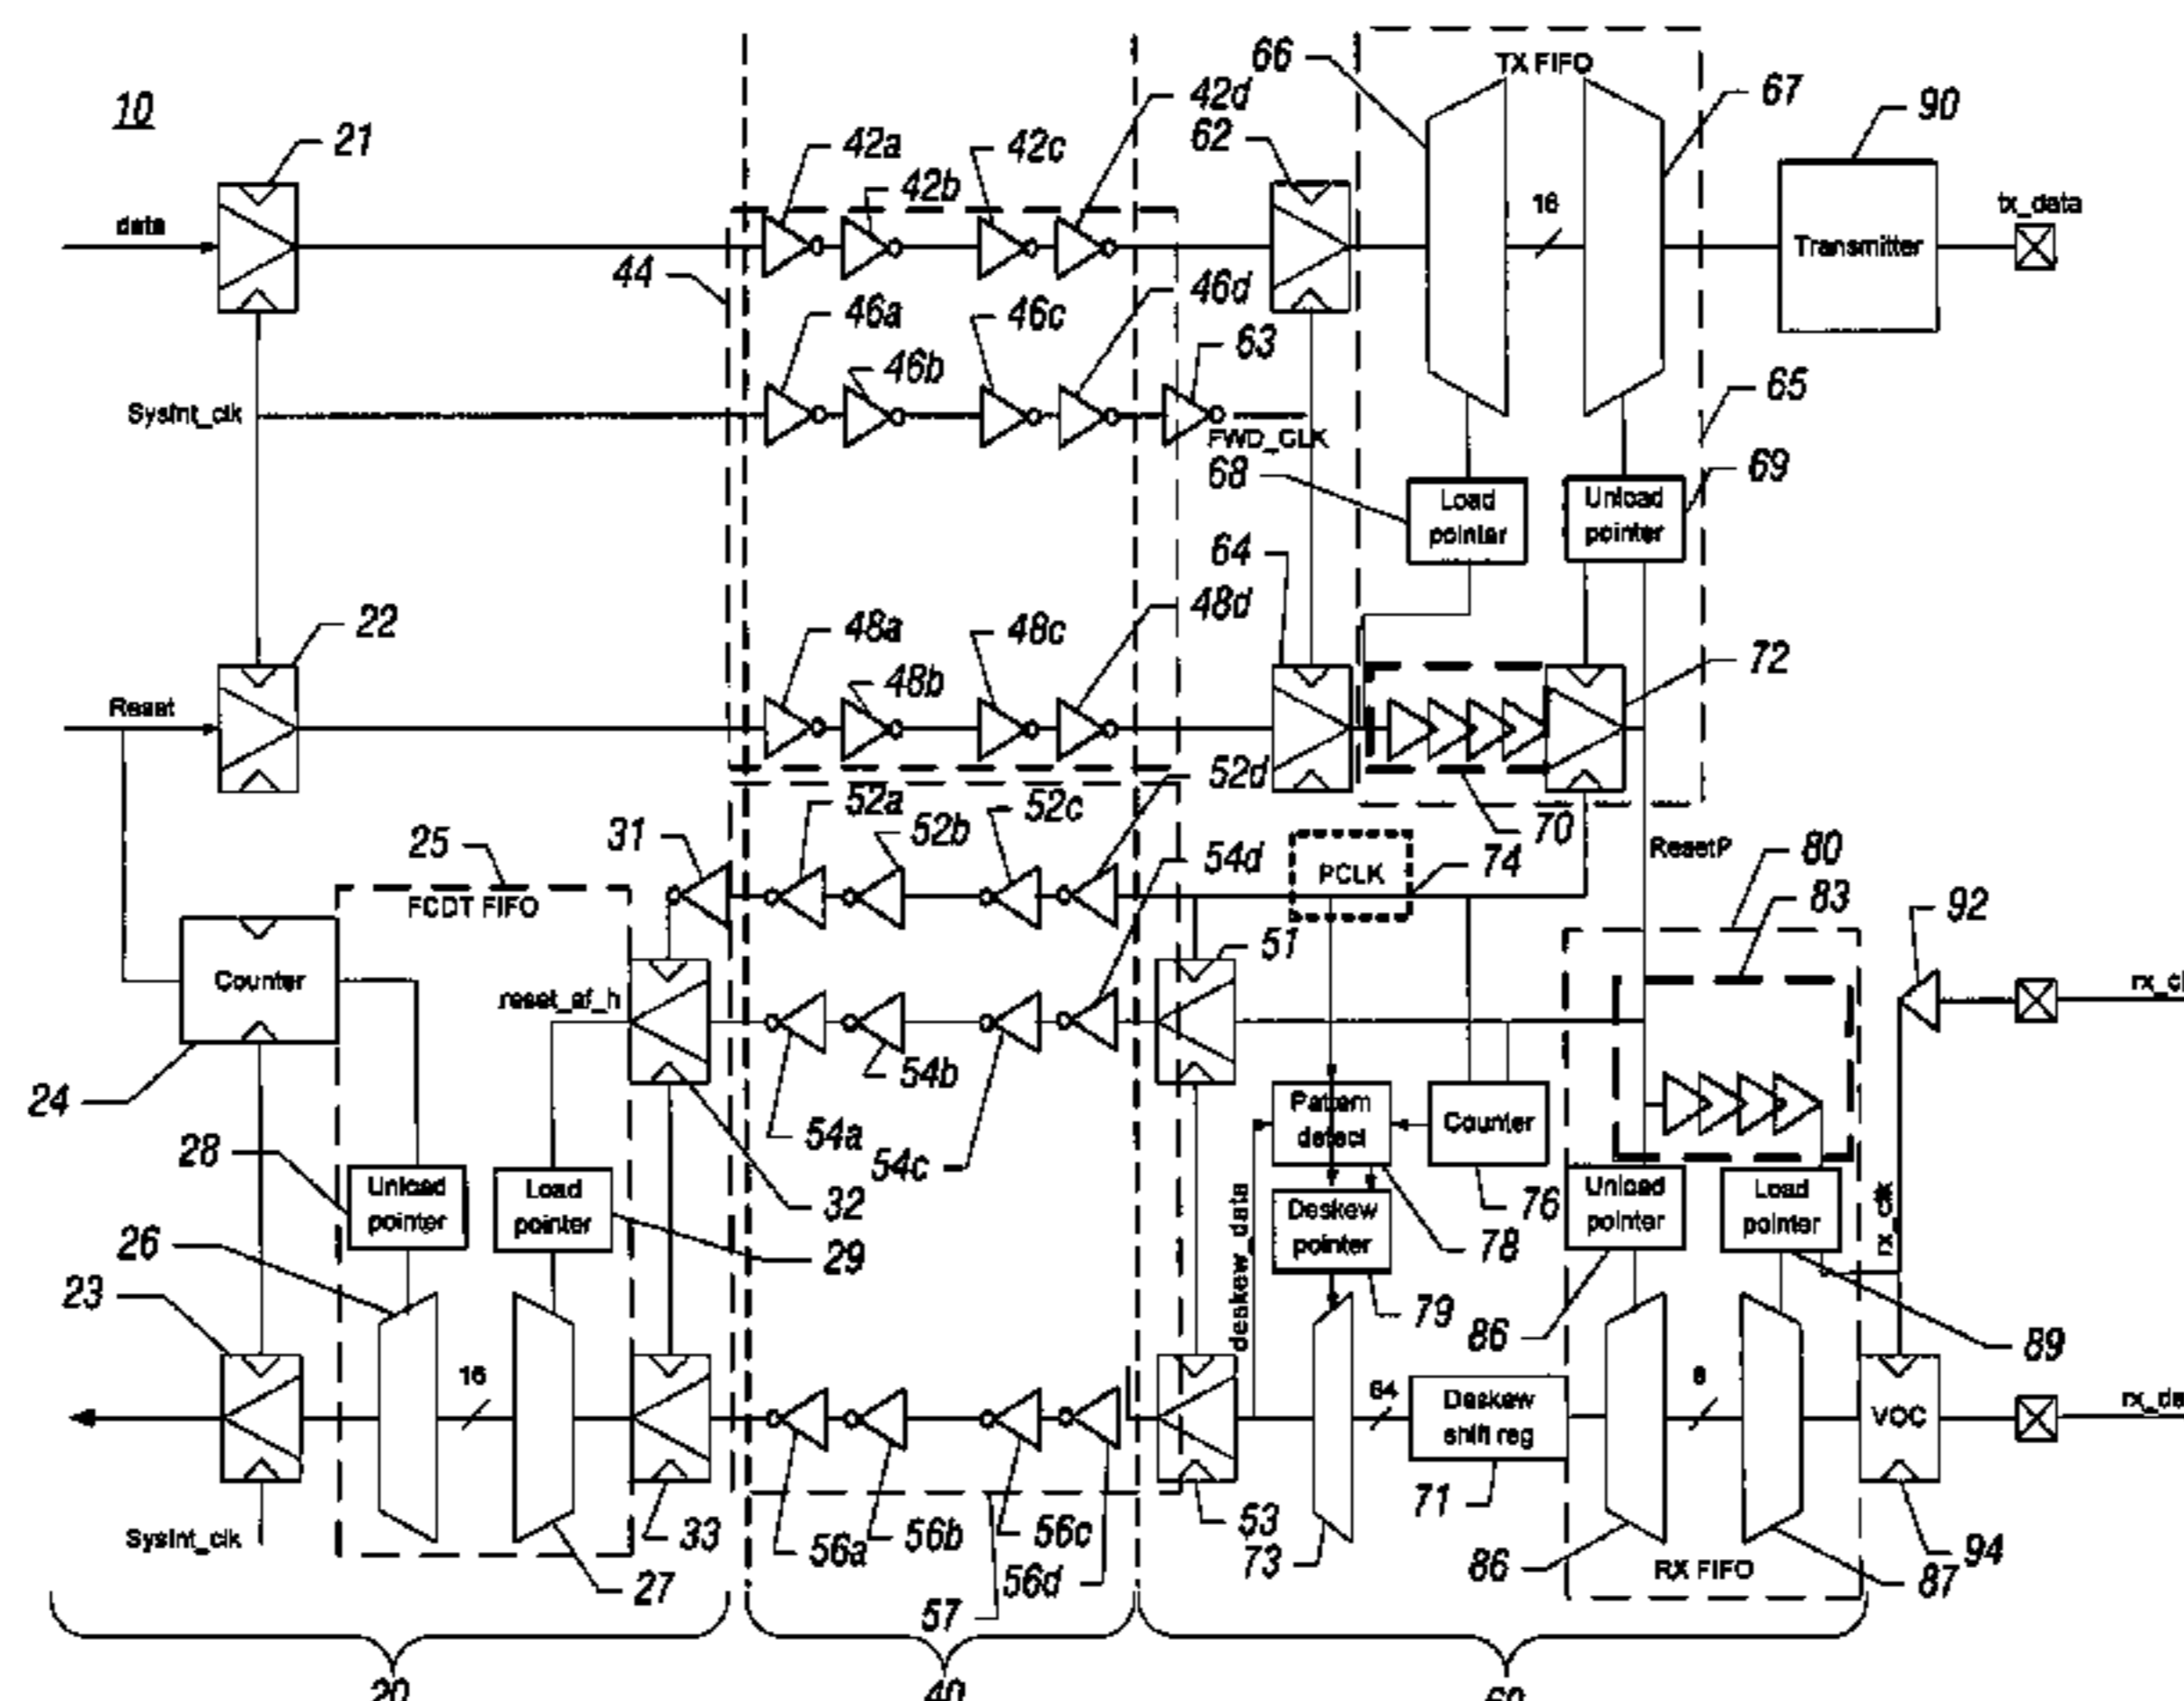 10
21
data
42a
42b
42c
42d
62
66
TX FIFO
67
90
16
Transmitter
tx_data
44
46a
46b
46c
46d
63
SysInt_clk
FWD_CLK
65
68
Load
pointer
Unload
pointer
69
64
22
Reset
48a
48b
48c
48d
72
70
31
52a
52b
52c
52d
25
FCDT FIFO
54d
PCLK
74
ResetP
80
83
92
51
Counter
24
reset_af_h
54a
54b
54c
Pattern
detect
Counter
76
78
rx_cl
28
Unload
pointer
Load
pointer
32
29
26
23
Deskew
pointer
79
deskew_data
Unload
pointer
86
Load
pointer
89
rx_clk
16
64
Deskew
shift reg
71
8
VOC
rx_da
SysInt_clk
27
33
56a
56b
56c
56d
57
53
73
86
RX FIFO
87
94
20
40
60